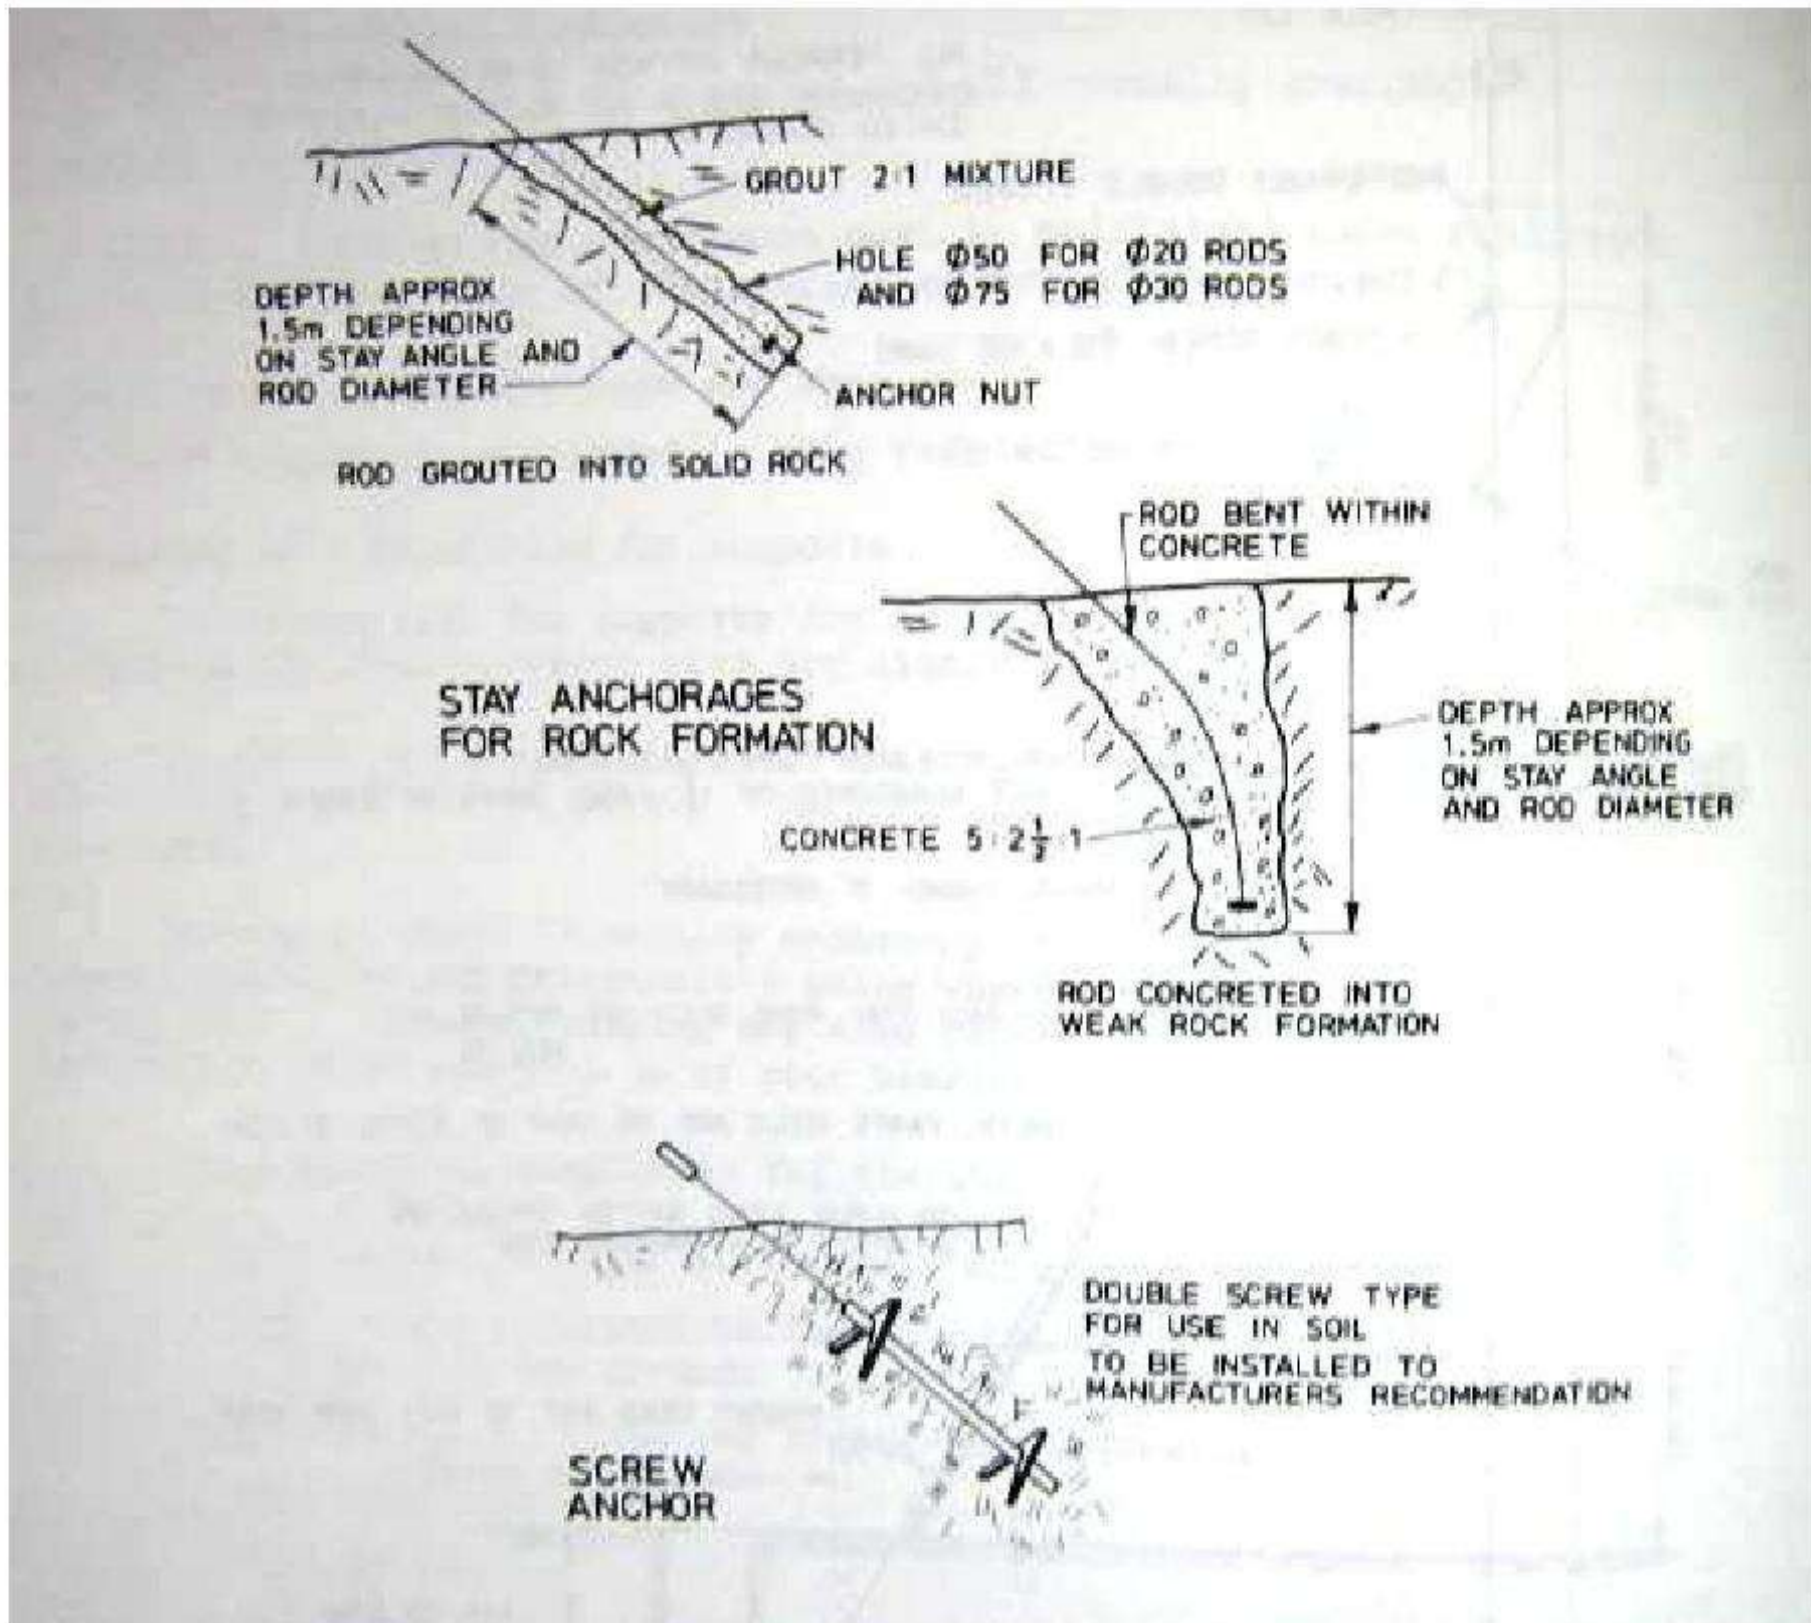 GROUT 2:1 MIXTURE
HOLE Φ50 FOR Φ20 RODS
AND Φ75 FOR Φ30 RODS
DEPTH APPROX
1.5m DEPENDING
ON STAY ANGLE AND
ROD DIAMETER
ANCHOR NUT
ROD GROUTED INTO SOLID ROCK
ROD BENT WITHIN
CONCRETE
STAY ANCHORAGES
FOR ROCK FORMATION
DEPTH APPROX
1.5m DEPENDING
ON STAY ANGLE
AND ROD DIAMETER
CONCRETE 5:2½:1
ROD CONCRETED INTO
WEAK ROCK FORMATION
DOUBLE SCREW TYPE
FOR USE IN SOIL
TO BE INSTALLED TO
MANUFACTURERS RECOMMENDATION
SCREW
ANCHOR